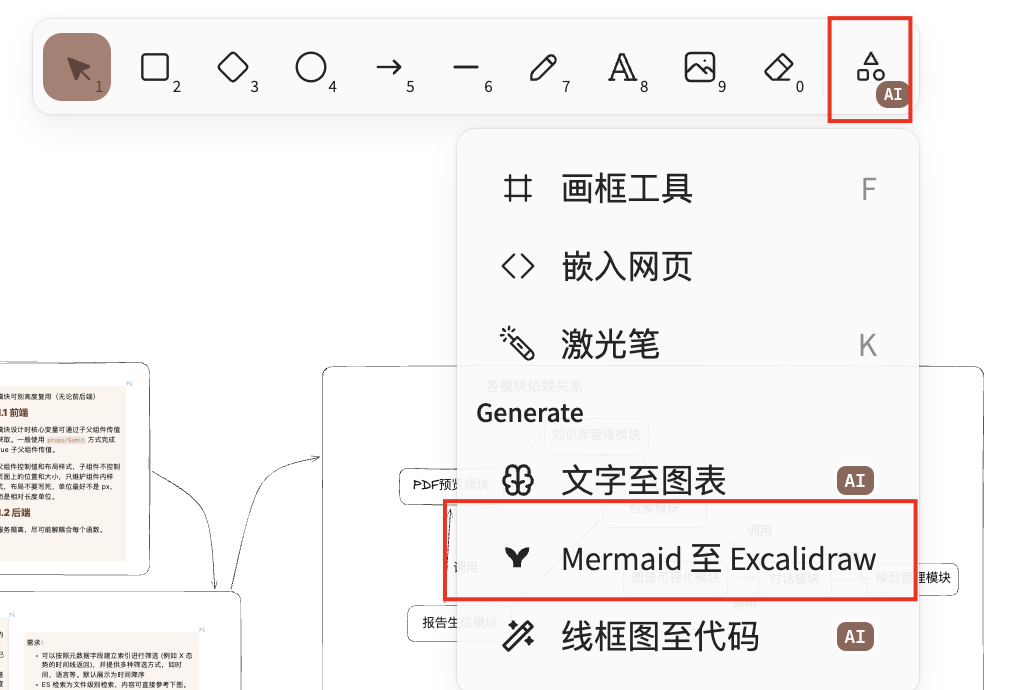 1
2
3
4
5
6
7
8
9
0
AI
画框工具 F
嵌入网页
激光笔 K
各模块依赖关系
Generate
知识库管理模块
文字至图表 AI
PDF预览模块
检索模块
调用
Mermaid 至 Excalidraw
调用
图谱可视化模块
对话模块
模型管理模块
调用
报告生成模块
线框图至代码 AI
模块可到高度复用（无论前后端）
1.1 前端
模块设计时核心变量可通过子父组件传值
获取。一般使用 props/$emit 方式完成
vue 子父组件传值。
父组件控制值和布局样式，子组件不控制
页面上的位置和大小，只维护组件内样
式，布局不要写死，单位最好不是 px，
而是相对长度单位。
1.2 后端
服务隔离，尽可能解耦合每个函数。
需求：
可以按照元数据字段建立索引进行筛选 (例如 X 态
势的时间线返回)，并提供多种筛选方式，如时
间、语言等。默认展示为时间降序
ES 检索为文件级别检索，内容可直接参考下图。